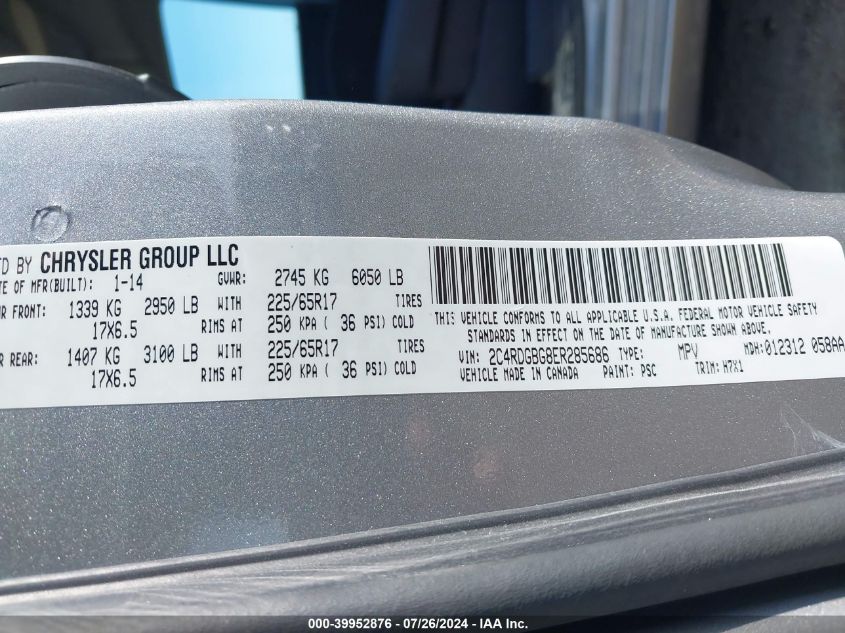 MFD BY CHRYSLER GROUP LLC
DATE OF MFR(BUILT): 1-14 GVWR: 2745 KG 6050 LB
FRONT: 1339 KG 2950 LB WITH 225/65R17 TIRES
17X6.5 RIMS AT 250 KPA ( 36 PSI) COLD
REAR: 1407 KG 3100 LB WITH 225/65R17 TIRES
17X6.5 RIMS AT 250 KPA ( 36 PSI) COLD
THIS VEHICLE CONFORMS TO ALL APPLICABLE U.S.A. FEDERAL MOTOR VEHICLE SAFETY
STANDARDS IN EFFECT ON THE DATE OF MANUFACTURE SHOWN ABOVE.
VIN: 2C4RDGBG8ER285686 TYPE: MPV MDH:012312 058AA
VEHICLE MADE IN CANADA PAINT: PSC TRIM: H7X1
000-39952876 - 07/26/2024 - IAA Inc.